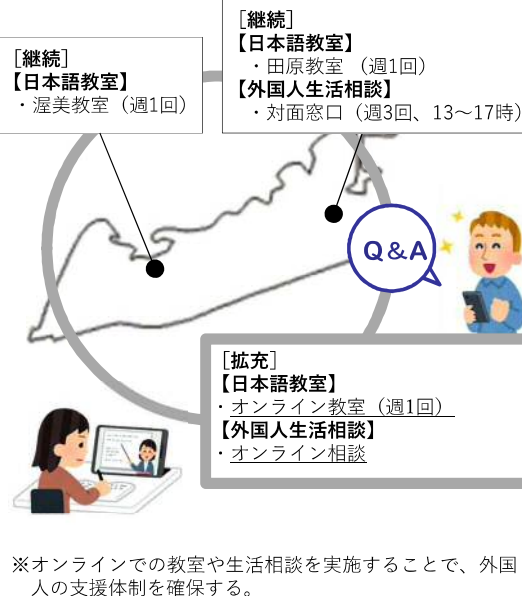 ［継続］
【日本語教室】
・渥美教室（週1回）
［継続］
【日本語教室】
・田原教室 （週1回）
【外国人生活相談】
・対面窓口（週3回、13～17時）
Q＆A
［拡充］
【日本語教室】
・オンライン教室（週1回）
【外国人生活相談】
・オンライン相談
※オンラインでの教室や生活相談を実施することで、外国
人の支援体制を確保する。